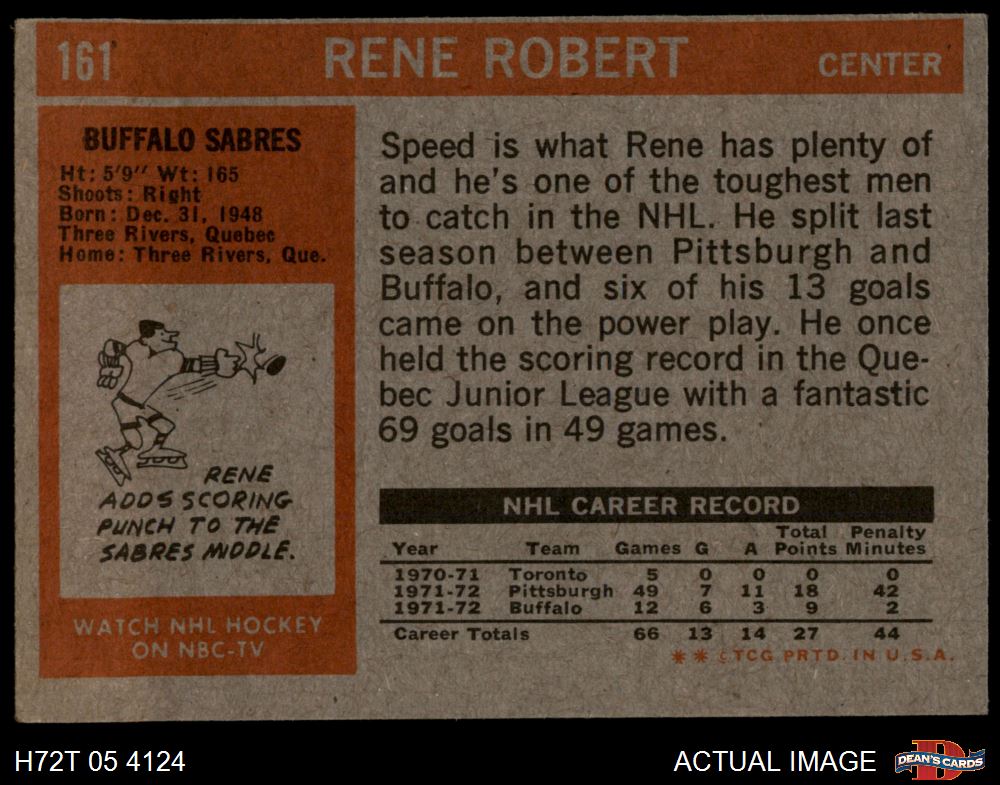 161 RENE ROBERT CENTER
BUFFALO SABRES
Ht: 5'9" Wt: 165
Shoots: Right
Born: Dec. 31, 1948
Three Rivers, Quebec
Home: Three Rivers, Que.
RENE
ADDS SCORING
PUNCH TO THE
SABRES MIDDLE.
WATCH NHL HOCKEY
ON NBC-TV
Speed is what Rene has plenty of
and he's one of the toughest men
to catch in the NHL. He split last
season between Pittsburgh and
Buffalo, and six of his 13 goals
came on the power play. He once
held the scoring record in the Que-
bec Junior League with a fantastic
69 goals in 49 games.
NHL CAREER RECORD
Total Penalty
Year Team Games G A Points Minutes
1970-71 Toronto 5 0 0 0 0
1971-72 Pittsburgh 49 7 11 18 42
1971-72 Buffalo 12 6 3 9 2
Career Totals 66 13 14 27 44
** ©TCG PRTD. IN U.S.A.
H72T 05 4124 ACTUAL IMAGE DEAN'S CARDS